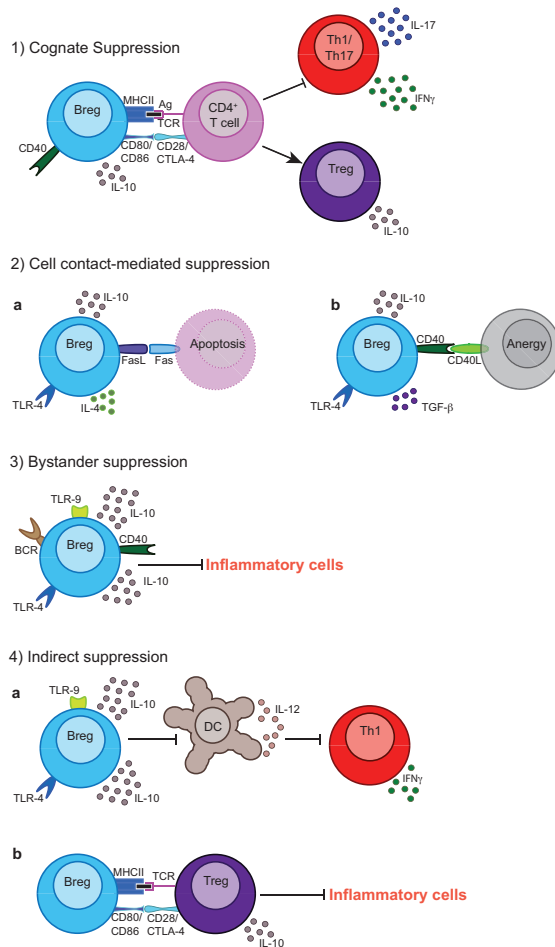 1) Cognate Suppression
IL-17
Th1/
Th17
IFNγ
Breg
MHCII
Ag
TCR
CD4⁺
T cell
CD40
CD80/
CD86
CD28/
CTLA-4
IL-10
Treg
IL-10
2) Cell contact-mediated suppression
a
IL-10
Breg
FasL
Fas
Apoptosis
TLR-4
IL-4
b
IL-10
Breg
CD40
CD40L
Anergy
TLR-4
TGF-β
3) Bystander suppression
TLR-9
IL-10
BCR
Breg
CD40
IL-10
TLR-4
Inflammatory cells
4) Indirect suppression
a
TLR-9
IL-10
Breg
DC
IL-12
Th1
TLR-4
IL-10
IFNγ
b
Breg
MHCII
TCR
Treg
CD80/
CD86
CD28/
CTLA-4
IL-10
Inflammatory cells